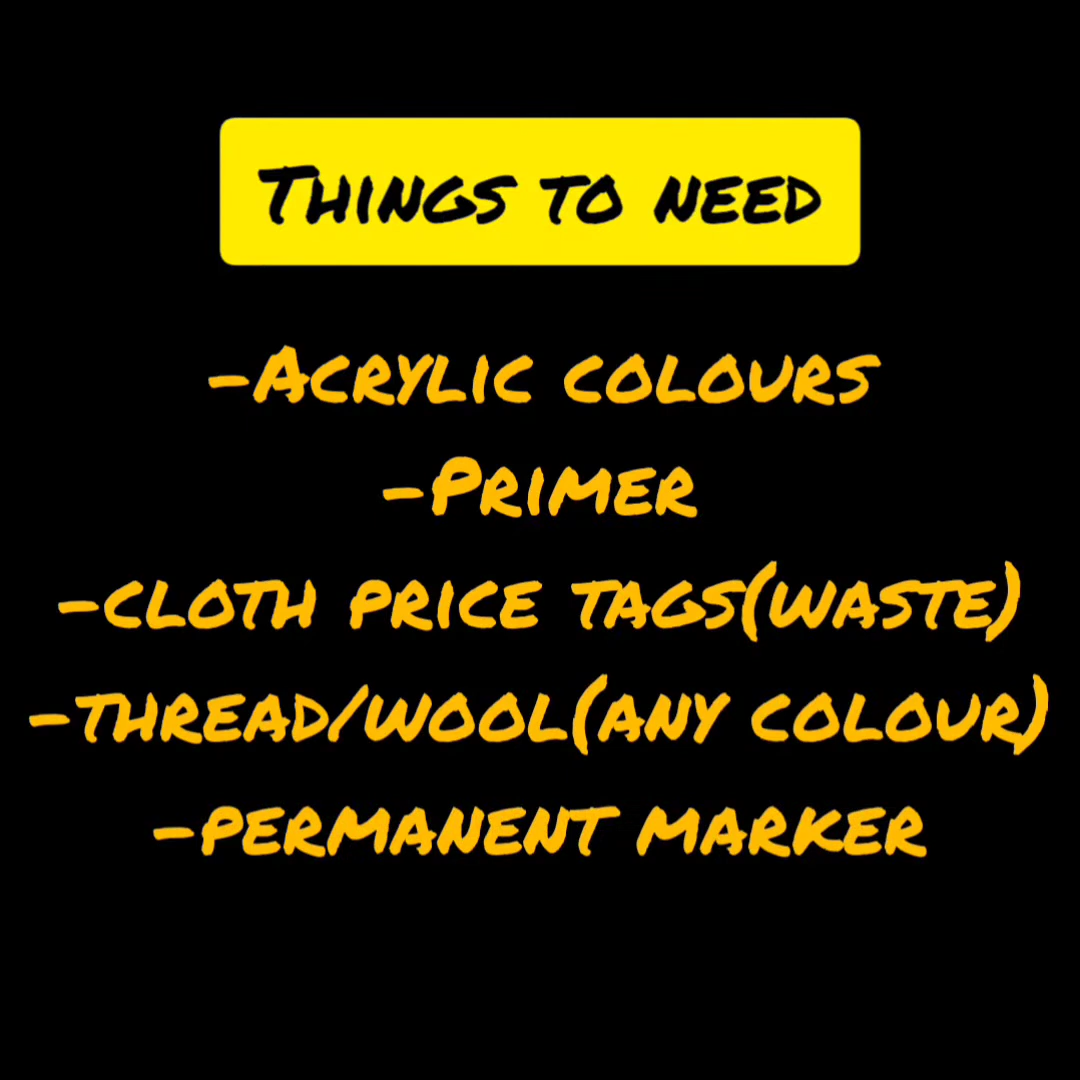 Things to need
-Acrylic colours
-Primer
-cloth price tags(waste)
-thread/wool(any colour)
-permanent marker